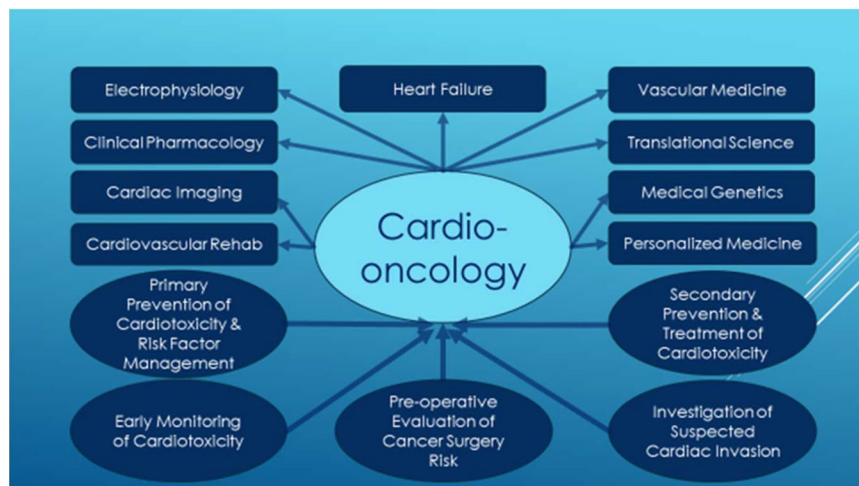 Electrophysiology
Heart Failure
Vascular Medicine
Clinical Pharmacology
Translational Science
Cardiac Imaging
Medical Genetics
Cardiovascular Rehab
Personalized Medicine
Cardio-
oncology
Primary
Prevention of
Cardiotoxicity &
Risk Factor
Management
Secondary
Prevention &
Treatment of
Cardiotoxicity
Early Monitoring
of Cardiotoxicity
Pre-operative
Evaluation of
Cancer Surgery
Risk
Investigation of
Suspected
Cardiac Invasion